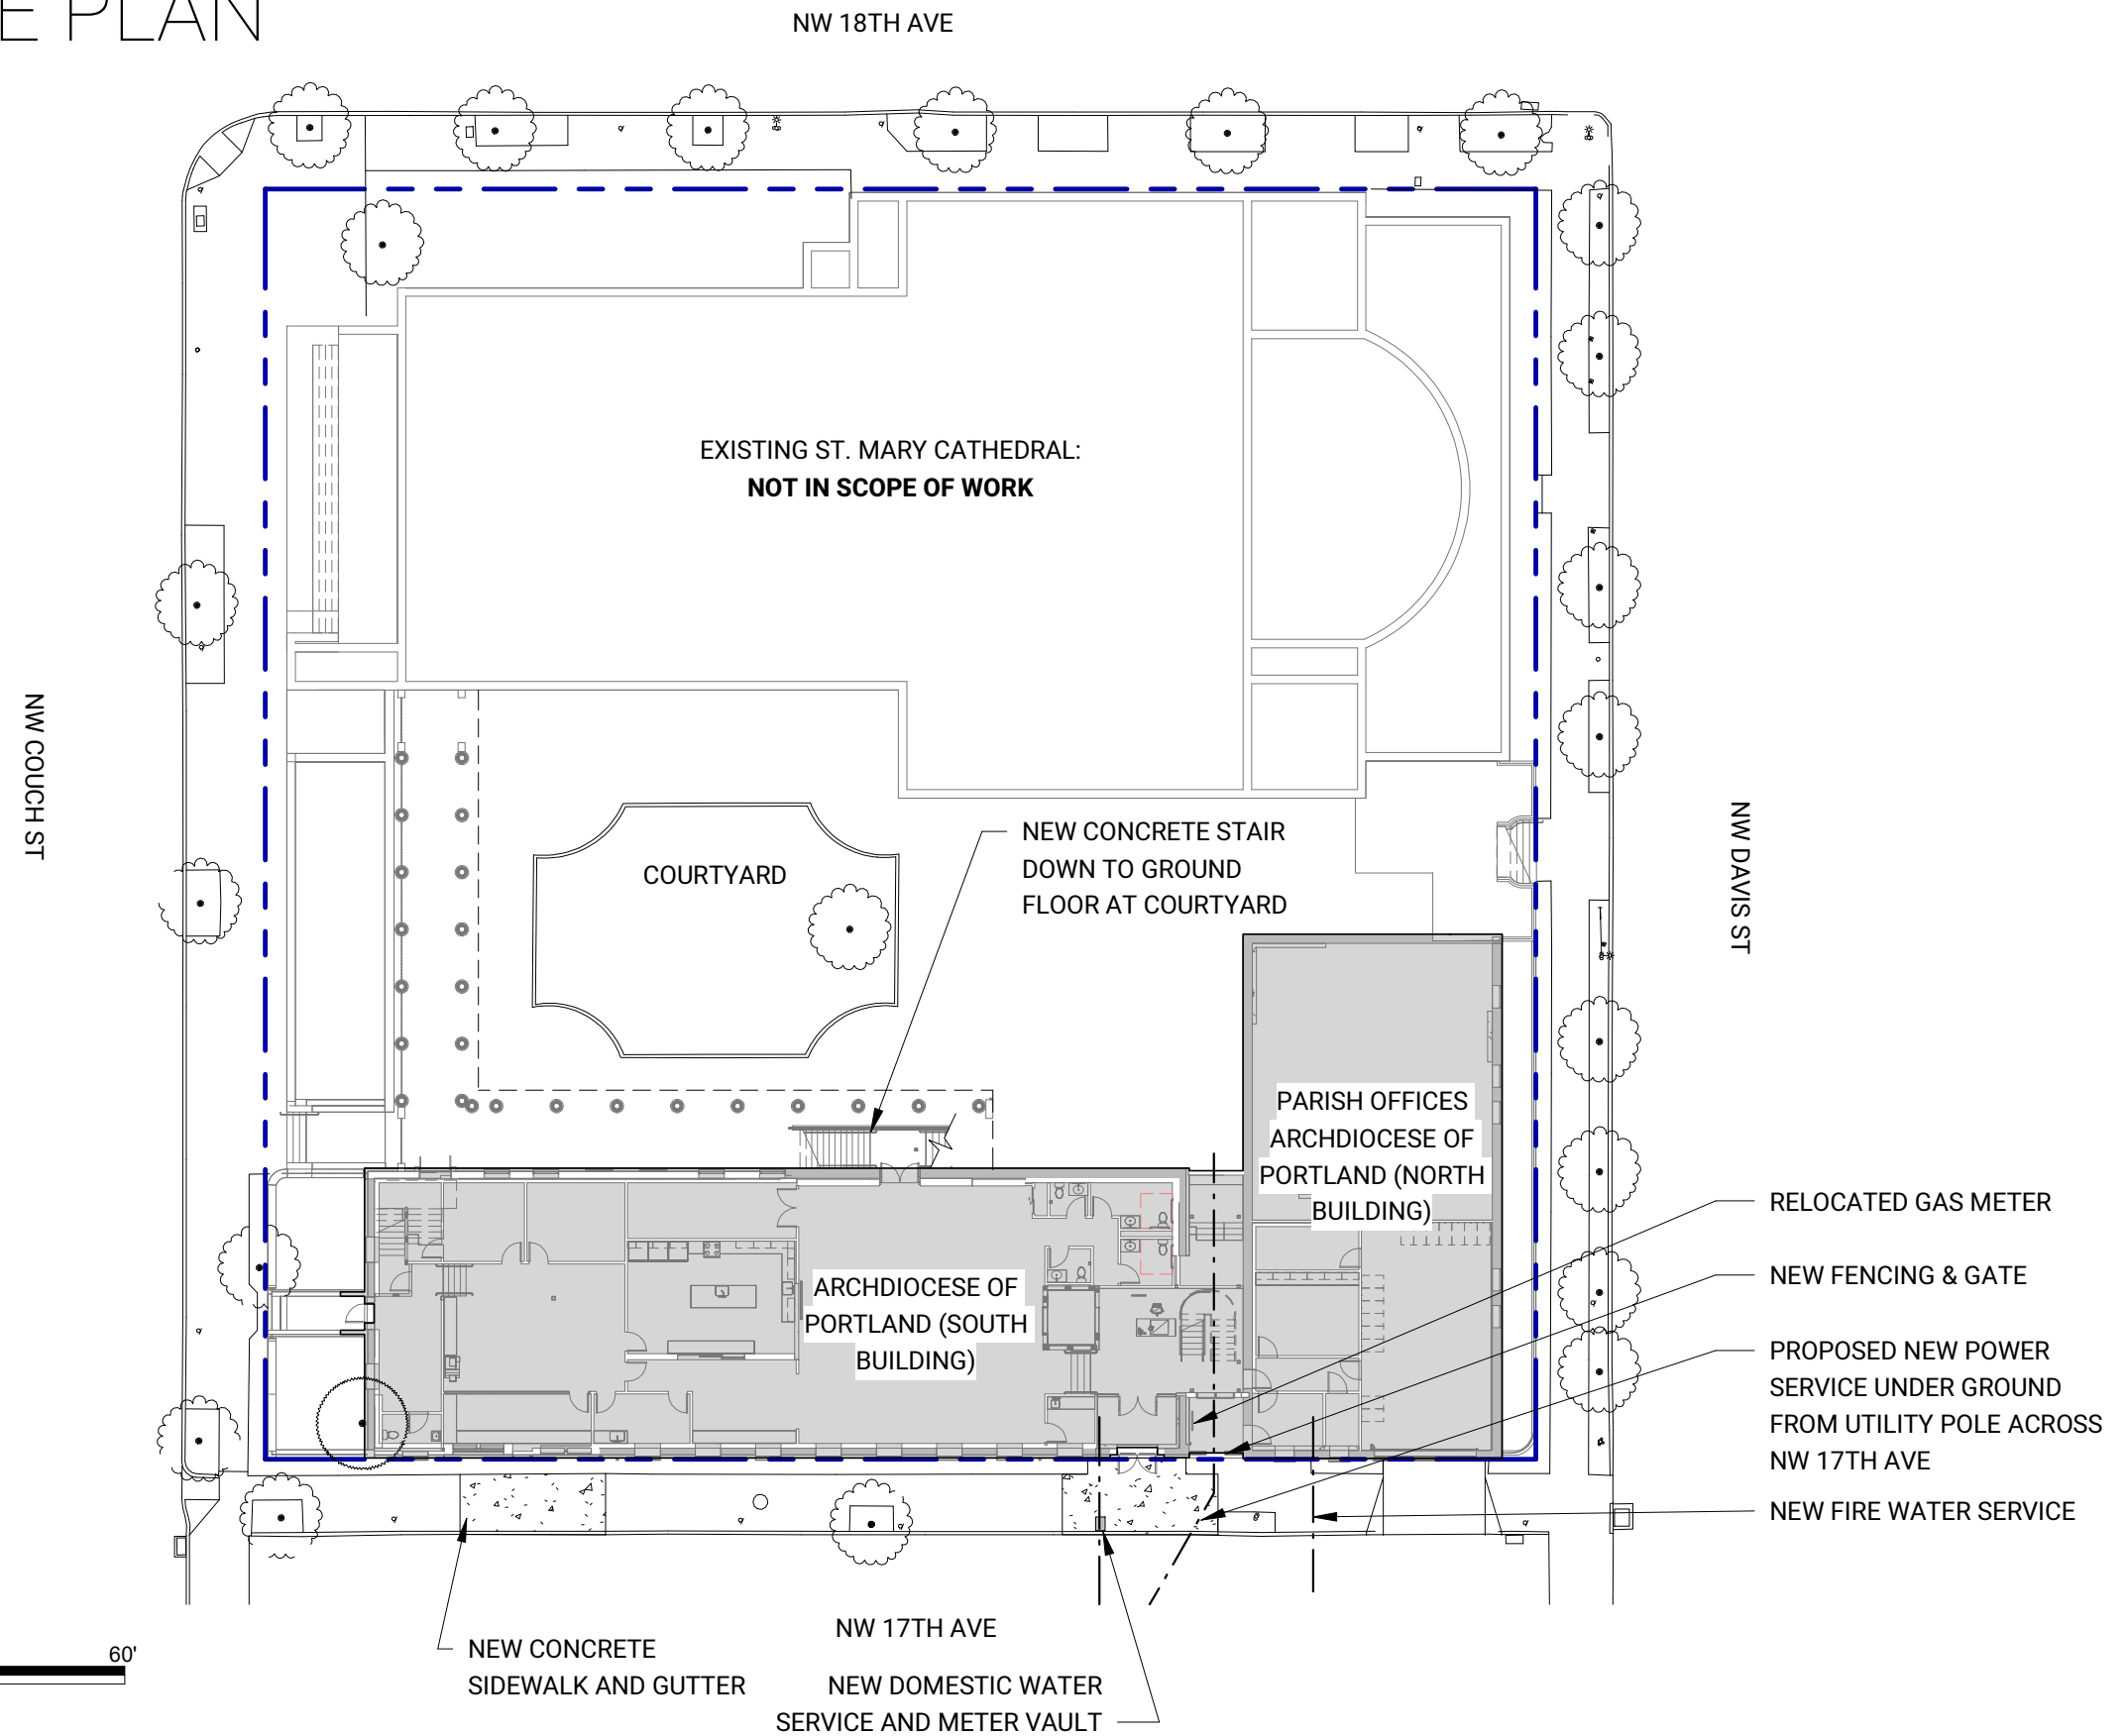 E PLAN
NW 18TH AVE
EXISTING ST. MARY CATHEDRAL:
NOT IN SCOPE OF WORK
NW COUCH ST
NW DAVIS ST
COURTYARD
NEW CONCRETE STAIR
DOWN TO GROUND
FLOOR AT COURTYARD
PARISH OFFICES
ARCHDIOCESE OF
PORTLAND (NORTH
BUILDING)
ARCHDIOCESE OF
PORTLAND (SOUTH
BUILDING)
RELOCATED GAS METER
NEW FENCING & GATE
PROPOSED NEW POWER
SERVICE UNDER GROUND
FROM UTILITY POLE ACROSS
NW 17TH AVE
NEW FIRE WATER SERVICE
NW 17TH AVE
60'
NEW CONCRETE
SIDEWALK AND GUTTER
NEW DOMESTIC WATER
SERVICE AND METER VAULT